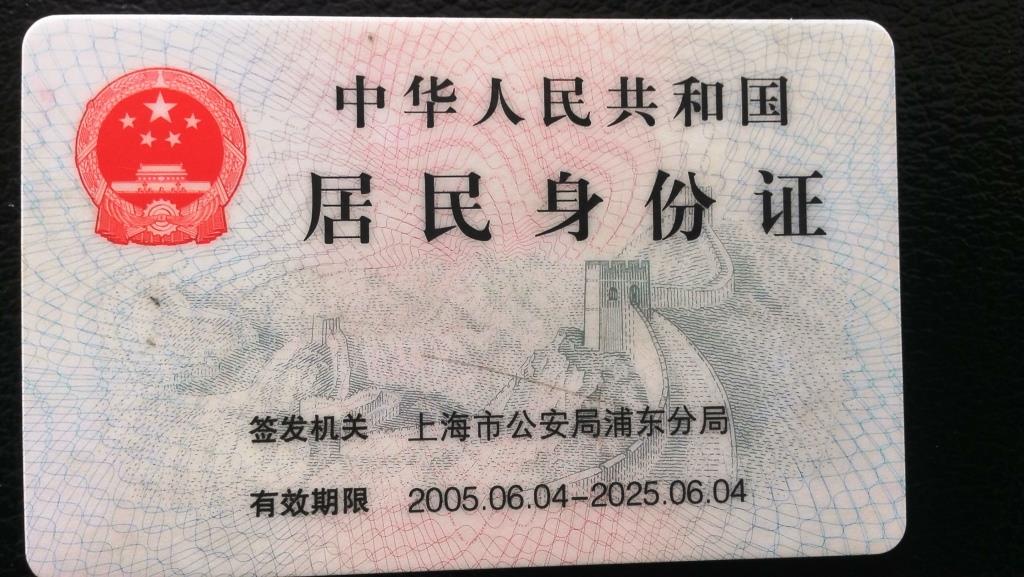 中华人民共和国
居民身份证
签发机关 上海市公安局浦东分局
有效期限 2005.06.04-2025.06.04